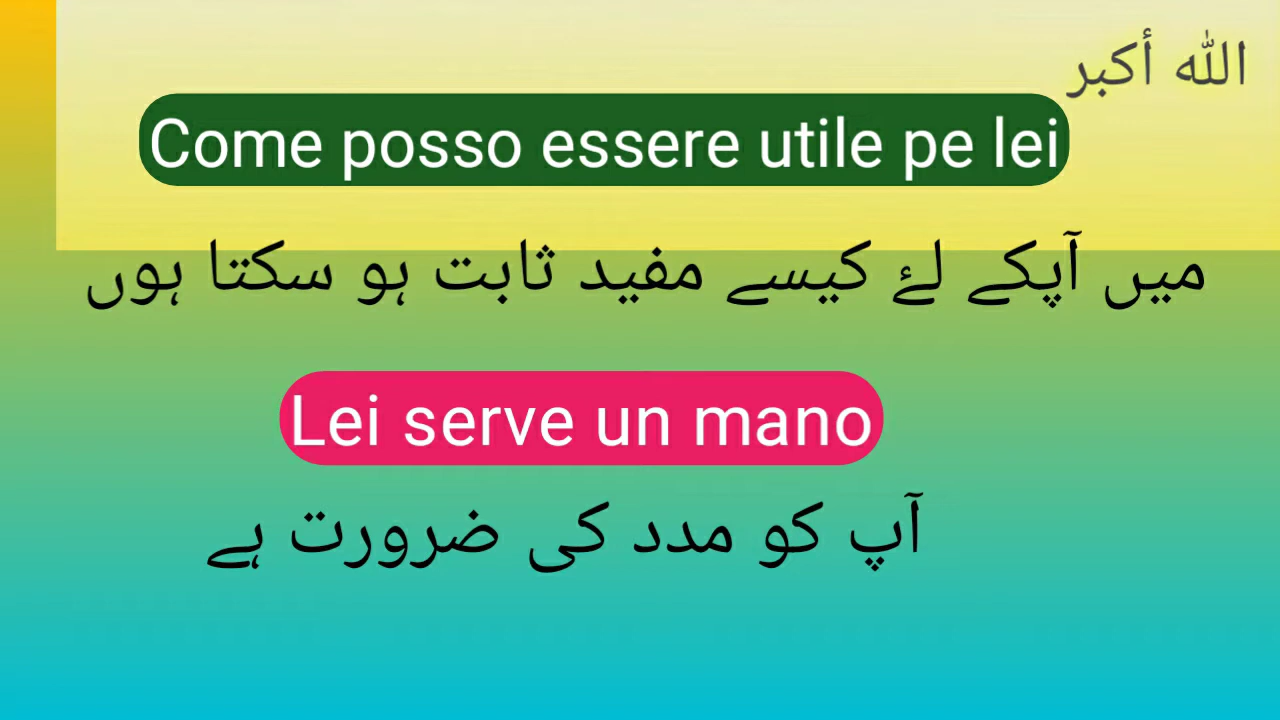 الله أكبر
Come posso essere utile pe lei
میں آپکے لۓ کیسے مفید ثابت ہو سکتا ہوں
Lei serve un mano
آپ کو مدد کی ضرورت ہے